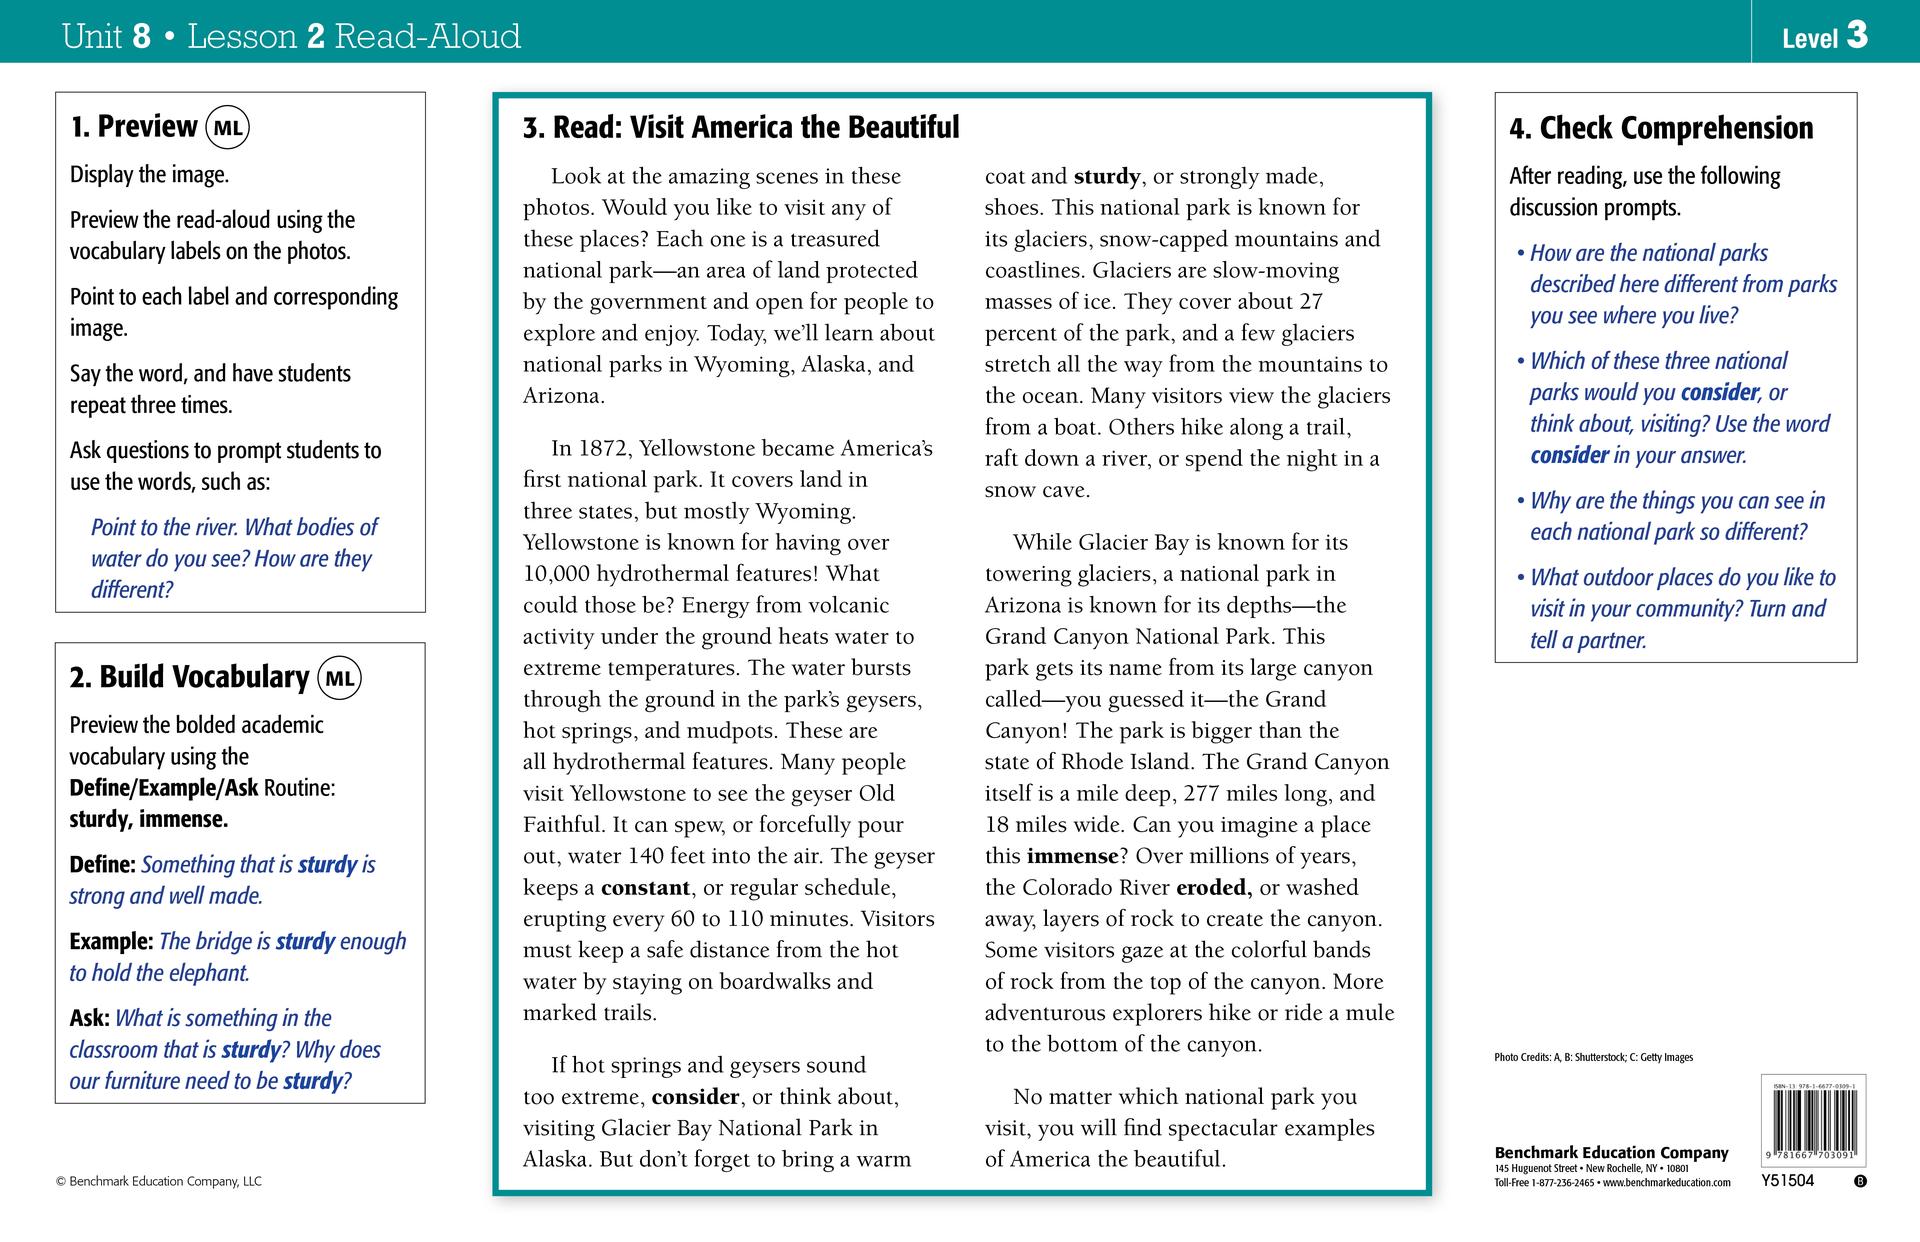 Unit 8 • Lesson 2 Read-Aloud
Level 3
1. Preview ML
Display the image.
Preview the read-aloud using the
vocabulary labels on the photos.
Point to each label and corresponding
image.
Say the word, and have students
repeat three times.
Ask questions to prompt students to
use the words, such as:
Point to the river. What bodies of
water do you see? How are they
different?
2. Build Vocabulary ML
Preview the bolded academic
vocabulary using the
Define/Example/Ask Routine:
sturdy, immense.
Define: Something that is sturdy is
strong and well made.
Example: The bridge is sturdy enough
to hold the elephant.
Ask: What is something in the
classroom that is sturdy? Why does
our furniture need to be sturdy?
© Benchmark Education Company, LLC
3. Read: Visit America the Beautiful
Look at the amazing scenes in these
photos. Would you like to visit any of
these places? Each one is a treasured
national park—an area of land protected
by the government and open for people to
explore and enjoy. Today, we’ll learn about
national parks in Wyoming, Alaska, and
Arizona.
In 1872, Yellowstone became America’s
first national park. It covers land in
three states, but mostly Wyoming.
Yellowstone is known for having over
10,000 hydrothermal features! What
could those be? Energy from volcanic
activity under the ground heats water to
extreme temperatures. The water bursts
through the ground in the park’s geysers,
hot springs, and mudpots. These are
all hydrothermal features. Many people
visit Yellowstone to see the geyser Old
Faithful. It can spew, or forcefully pour
out, water 140 feet into the air. The geyser
keeps a constant, or regular schedule,
erupting every 60 to 110 minutes. Visitors
must keep a safe distance from the hot
water by staying on boardwalks and
marked trails.
If hot springs and geysers sound
too extreme, consider, or think about,
visiting Glacier Bay National Park in
Alaska. But don’t forget to bring a warm
coat and sturdy, or strongly made,
shoes. This national park is known for
its glaciers, snow-capped mountains and
coastlines. Glaciers are slow-moving
masses of ice. They cover about 27
percent of the park, and a few glaciers
stretch all the way from the mountains to
the ocean. Many visitors view the glaciers
from a boat. Others hike along a trail,
raft down a river, or spend the night in a
snow cave.
While Glacier Bay is known for its
towering glaciers, a national park in
Arizona is known for its depths—the
Grand Canyon National Park. This
park gets its name from its large canyon
called—you guessed it—the Grand
Canyon! The park is bigger than the
state of Rhode Island. The Grand Canyon
itself is a mile deep, 277 miles long, and
18 miles wide. Can you imagine a place
this immense? Over millions of years,
the Colorado River eroded, or washed
away, layers of rock to create the canyon.
Some visitors gaze at the colorful bands
of rock from the top of the canyon. More
adventurous explorers hike or ride a mule
to the bottom of the canyon.
No matter which national park you
visit, you will find spectacular examples
of America the beautiful.
4. Check Comprehension
After reading, use the following
discussion prompts.
• How are the national parks
described here different from parks
you see where you live?
• Which of these three national
parks would you consider, or
think about, visiting? Use the word
consider in your answer.
• Why are the things you can see in
each national park so different?
• What outdoor places do you like to
visit in your community? Turn and
tell a partner.
Photo Credits: A, B: Shutterstock; C: Getty Images
Benchmark Education Company
145 Huguenot Street • New Rochelle, NY • 10801
Toll-Free 1-877-236-2465 • www.benchmarkeducation.com
ISBN-13 978-1-6677-0309-1
9 781667 703091
Y51504 B